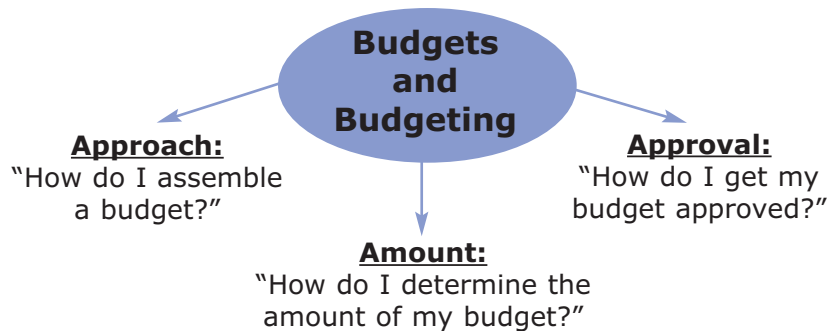 Budgets
and
Budgeting
Approach:
“How do I assemble
a budget?”
Amount:
“How do I determine the
amount of my budget?”
Approval:
“How do I get my
budget approved?”